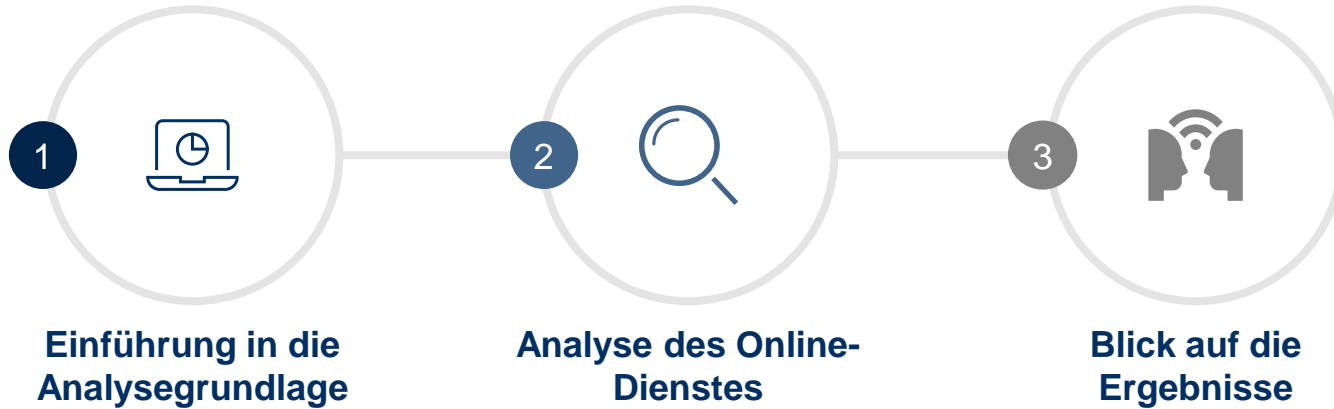 1
Einführung in die
Analysegrundlage
2
Analyse des Online-
Dienstes
3
Blick auf die
Ergebnisse